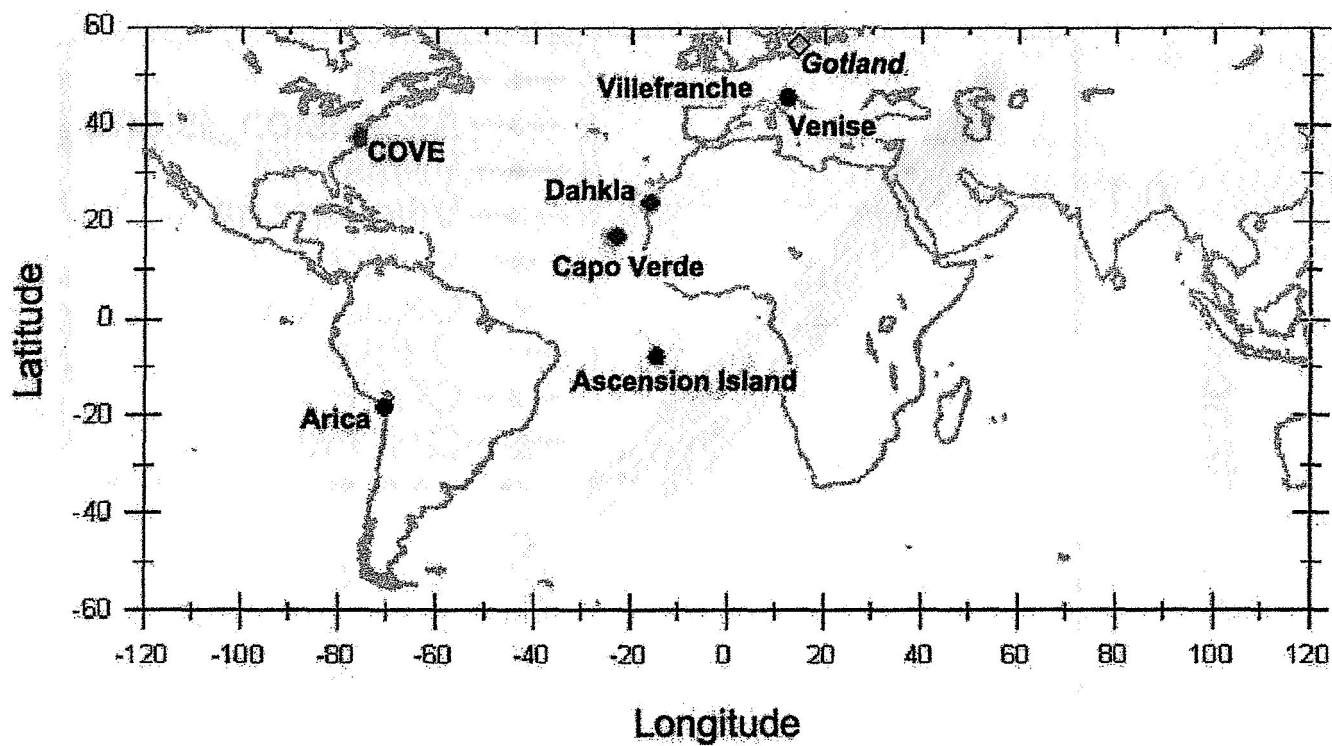 60
Gotland
Villefranche
Venise
40
COVE
Dahkla
20
Capo Verde
Latitude
0
Ascension Island
-20
Arica
-40
-60
-120 -100 -80 -60 -40 -20 0 20 40 60 80 100 120
Longitude